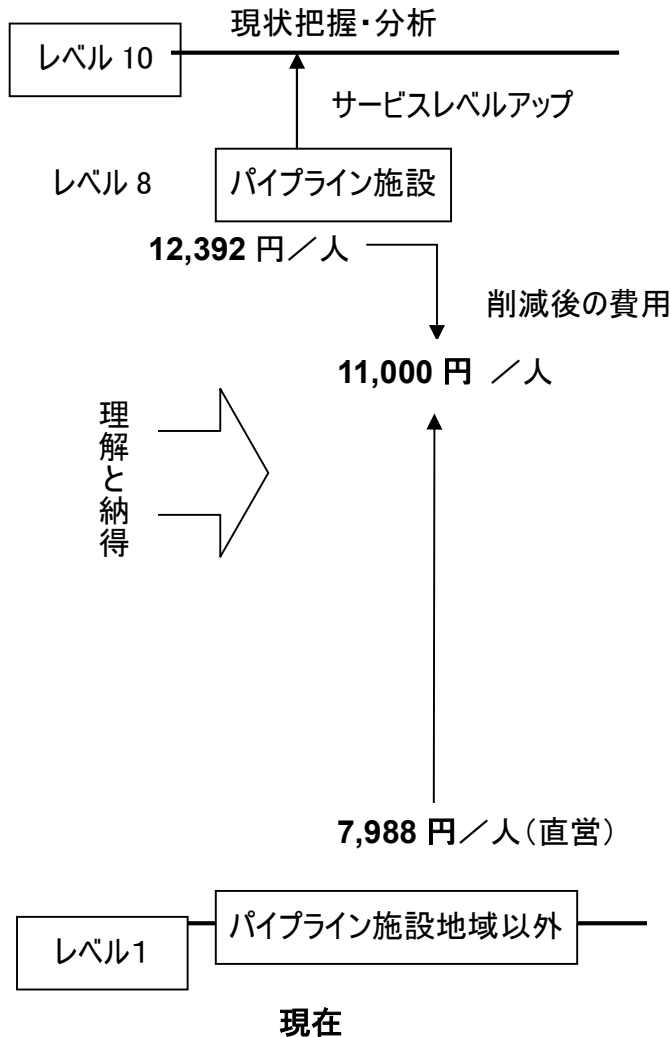 現状把握・分析
レベル 10
サービスレベルアップ
レベル 8
パイプライン施設
12,392 円／人
削減後の費用
11,000 円 ／人
理解と納得
7,988 円／人（直営）
パイプライン施設地域以外
レベル１
現在